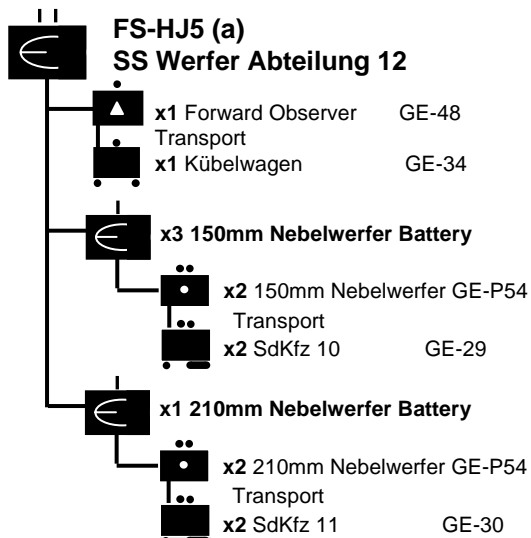 FS-HJ5 (a)
SS Werfer Abteilung 12
x1 Forward Observer GE-48
Transport
x1 Kübelwagen GE-34
x3 150mm Nebelwerfer Battery
x2 150mm Nebelwerfer GE-P54
Transport
x2 SdKfz 10 GE-29
x1 210mm Nebelwerfer Battery
x2 210mm Nebelwerfer GE-P54
Transport
x2 SdKfz 11 GE-30